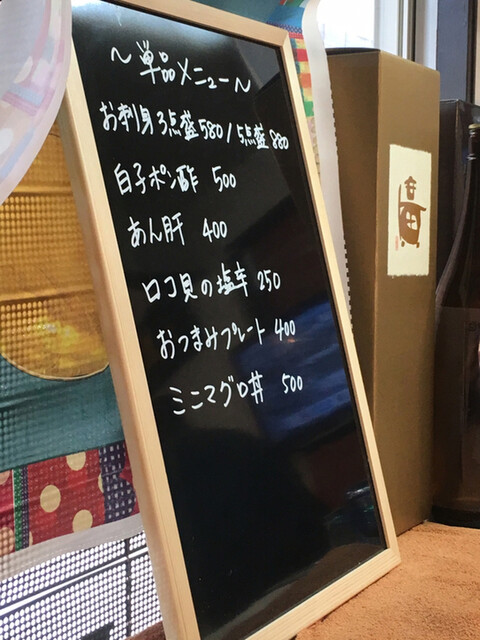 〜単品メニュー〜
お刺身3点盛580/5点盛880
白子ポン酢 500
あん肝 400
ロコ貝の塩辛 250
おつまみプレート 400
ミニマグロ丼 500